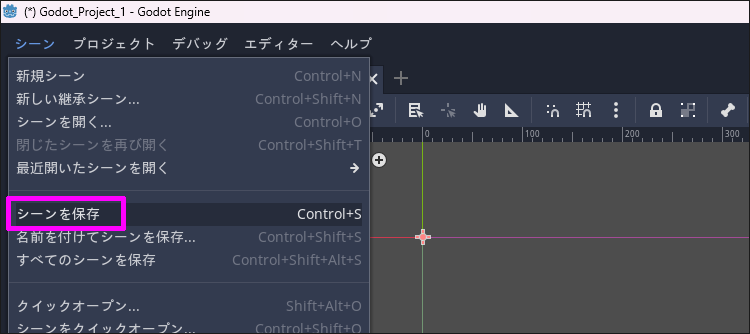 (*) Godot_Project_1 - Godot Engine
シーン プロジェクト デバッグ エディター ヘルプ
新規シーン Control+N
新しい継承シーン... Control+Shift+N
シーンを開く... Control+O
閉じたシーンを再び開く Control+Shift+T
最近開いたシーンを開く
シーンを保存 Control+S
名前を付けてシーンを保存... Control+Shift+S
すべてのシーンを保存 Control+Shift+Alt+S
クイックオープン... Shift+Alt+O
シーンをクイックオープン... Control+Shift+O
0 100 200 300